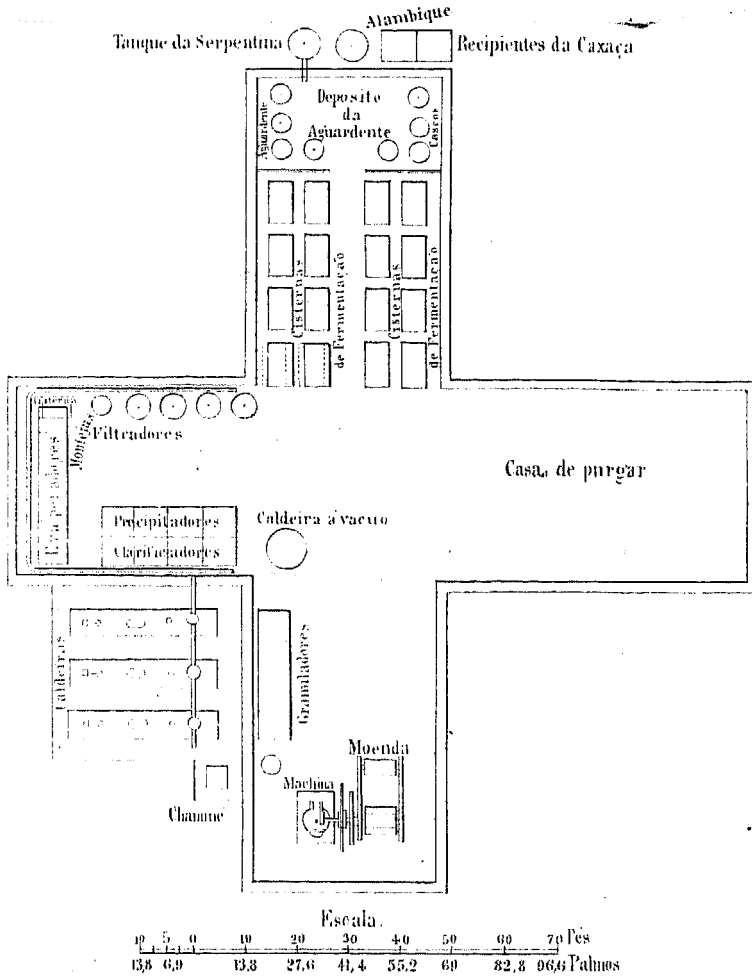 Alambique
Tanque da Serpentina
Recipientes da Caxaça
Deposito
da
Aguardente
Aguardente
Cascos
Cisternas
de Fermentação
Cisternas
de Fermentação
Montejus
Filtradores
Evaporadores
Casa de purgar
Precipitadores
Clarificadores
Caldeira a vacuo
Caldeiras
Granuladores
Moenda
Machina
Chamine
Escala.
10 5 0 10 20 30 40 50 60 70 Pés
13,8 6,9 13,8 27,6 41,4 55,2 69 82,8 96,6 Palmos